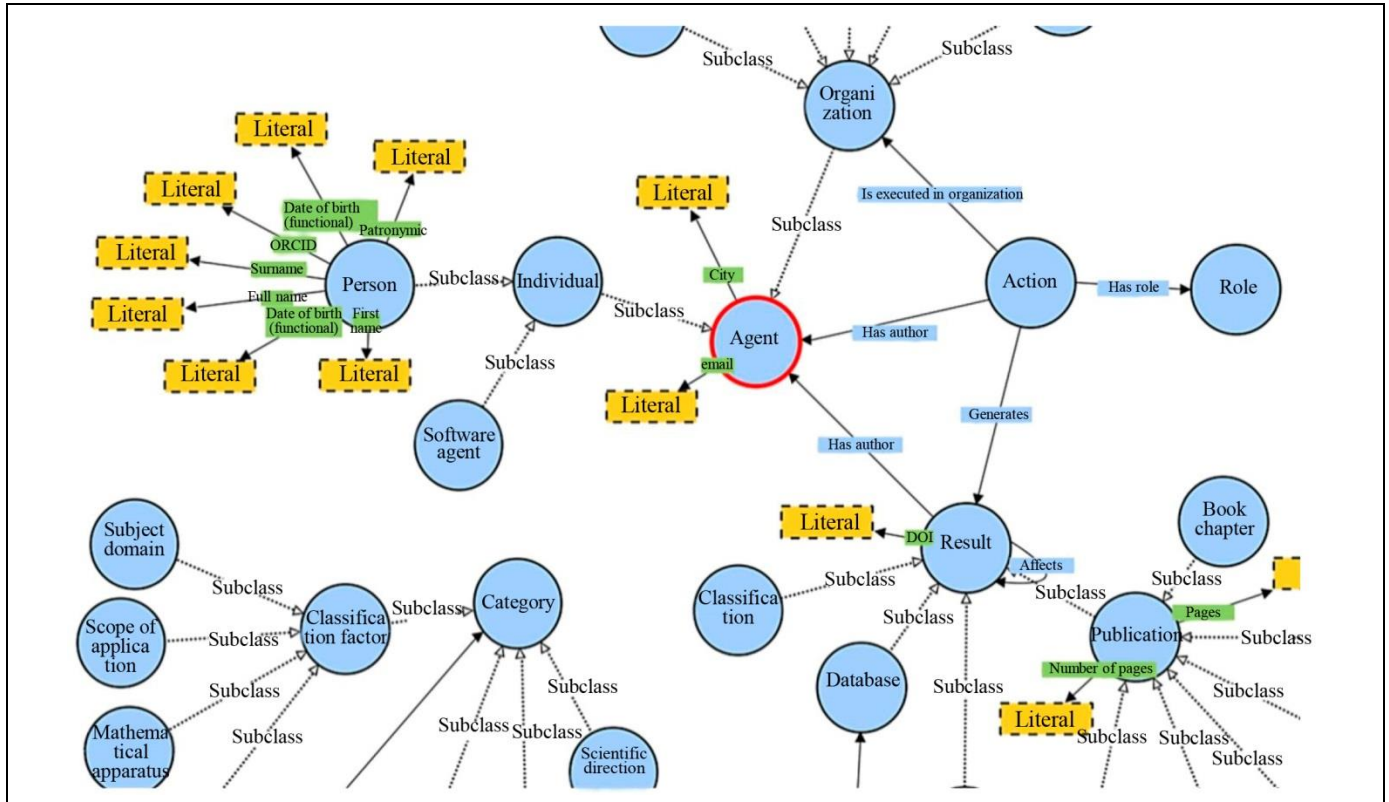 Subclass
Subclass
Organi
zation
Literal
Literal
Literal
Literal
Date of birth
(functional)
Patronymic
Is executed in organization
Subclass
ORCID
Literal
Surname
Person
Subclass
Individual
City
Action
Has role
Role
Literal
Full name
Date of birth
(functional)
First
name
Subclass
Agent
Has author
Literal
Literal
Subclass
email
Literal
Generates
Software
agent
Has author
Subject
domain
Literal
DOI
Result
Book
chapter
Affects
Subclass
Subclass
Subclass
Subclass
Classifica
tion
Subclass
Category
Scope of
applica
tion
Subclass
Classifica
tion factor
Subclass
Pages
Publication
Subclass
Number of pages
Database
Subclass
Subclass
Subclass
Subclass
Literal
Mathema
tical
apparatus
Subclass
Subclass
Subclass
Scientific
direction
Subclass
Subclass
Subclass